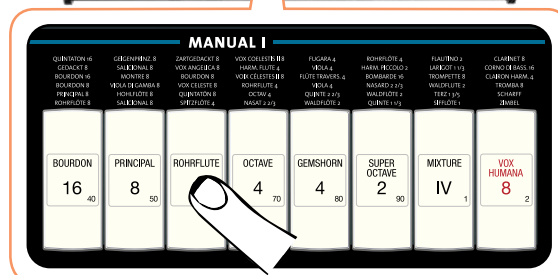 MANUAL I
QUINTATON 16
GEDACKT 8
BOURDON 16
BOURDON 8
PRINCIPAL 8
ROHRFLÖTE 8
GEIGENPRINZ. 8
SALICIONAL 8
MONTRE 8
VIOLA DI GAMBA 8
HOHLFLÖTE 8
SALICIONAL 8
ZARTGEDACKT 8
VOX ANGELICA 8
BOURDON 8
VOX CELESTE 8
QUINTATÖN 8
SPITZFLÖTE 4
VOX COELESTIS II 8
HARM. FLUTE 4
VOIX CÉLESTES II 8
ROHRFLUTE 4
OCTAV 4
NASAT 2 2/3
FUGARA 4
VIOLA 4
FLÛTE TRAVERS. 4
VIOLA 4
QUINTE 2 2/3
WALDFLÖTE 2
ROHRFLÖTE 4
HARM. PICCOLO 2
BOMBARDE 16
NASARD 2 2/3
WALDFLÖTE 2
QUINTE 1 1/3
FLAUTINO 2
LARIGOT 1 1/3
TROMPETTE 8
WALDFLUTE 2
TERZ 1 3/5
SIFFLÖTE 1
CLARINET 8
CORNO DI BASS. 16
CLAIRON HARM. 4
TROMBA 8
SCHARFF
ZIMBEL
BOURDON
16
40
PRINCIPAL
8
50
ROHRFLUTE
OCTAVE
4
70
GEMSHORN
4
80
SUPER
OCTAVE
2
90
MIXTURE
IV
1
VOX
HUMANA
8
2